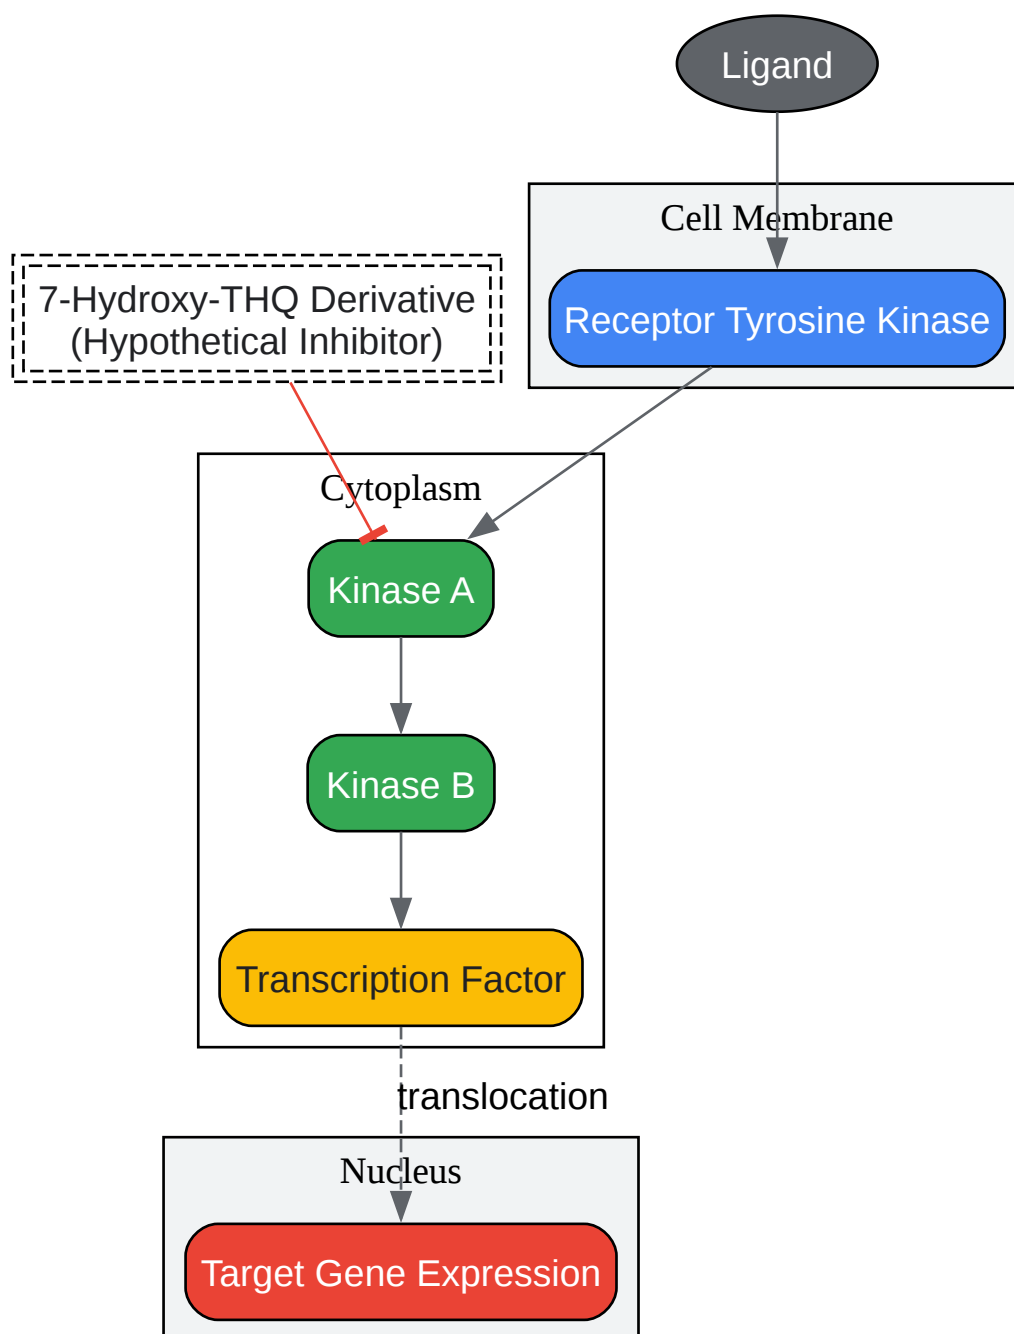 Ligand
Cell Membrane
Receptor Tyrosine Kinase
7-Hydroxy-THQ Derivative
(Hypothetical Inhibitor)
Cytoplasm
Kinase A
Kinase B
Transcription Factor
translocation
Nucleus
Target Gene Expression